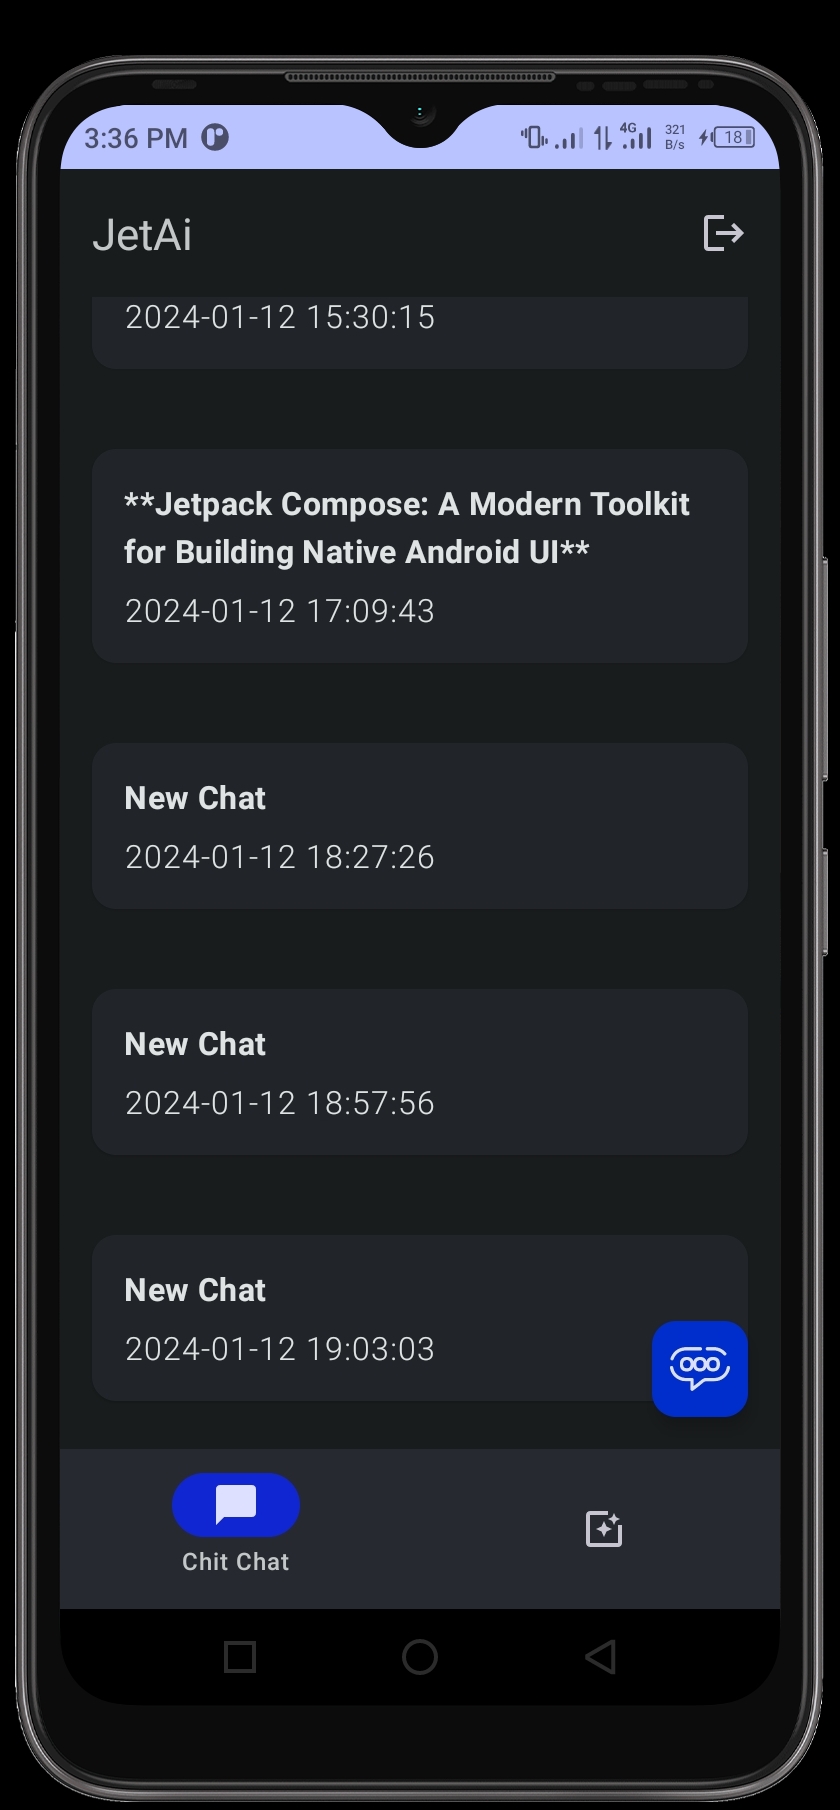 3:36 PM
4G
321
B/s
18
JetAi
2024-01-12 15:30:15
**Jetpack Compose: A Modern Toolkit
for Building Native Android UI**
2024-01-12 17:09:43
New Chat
2024-01-12 18:27:26
New Chat
2024-01-12 18:57:56
New Chat
2024-01-12 19:03:03
Chit Chat